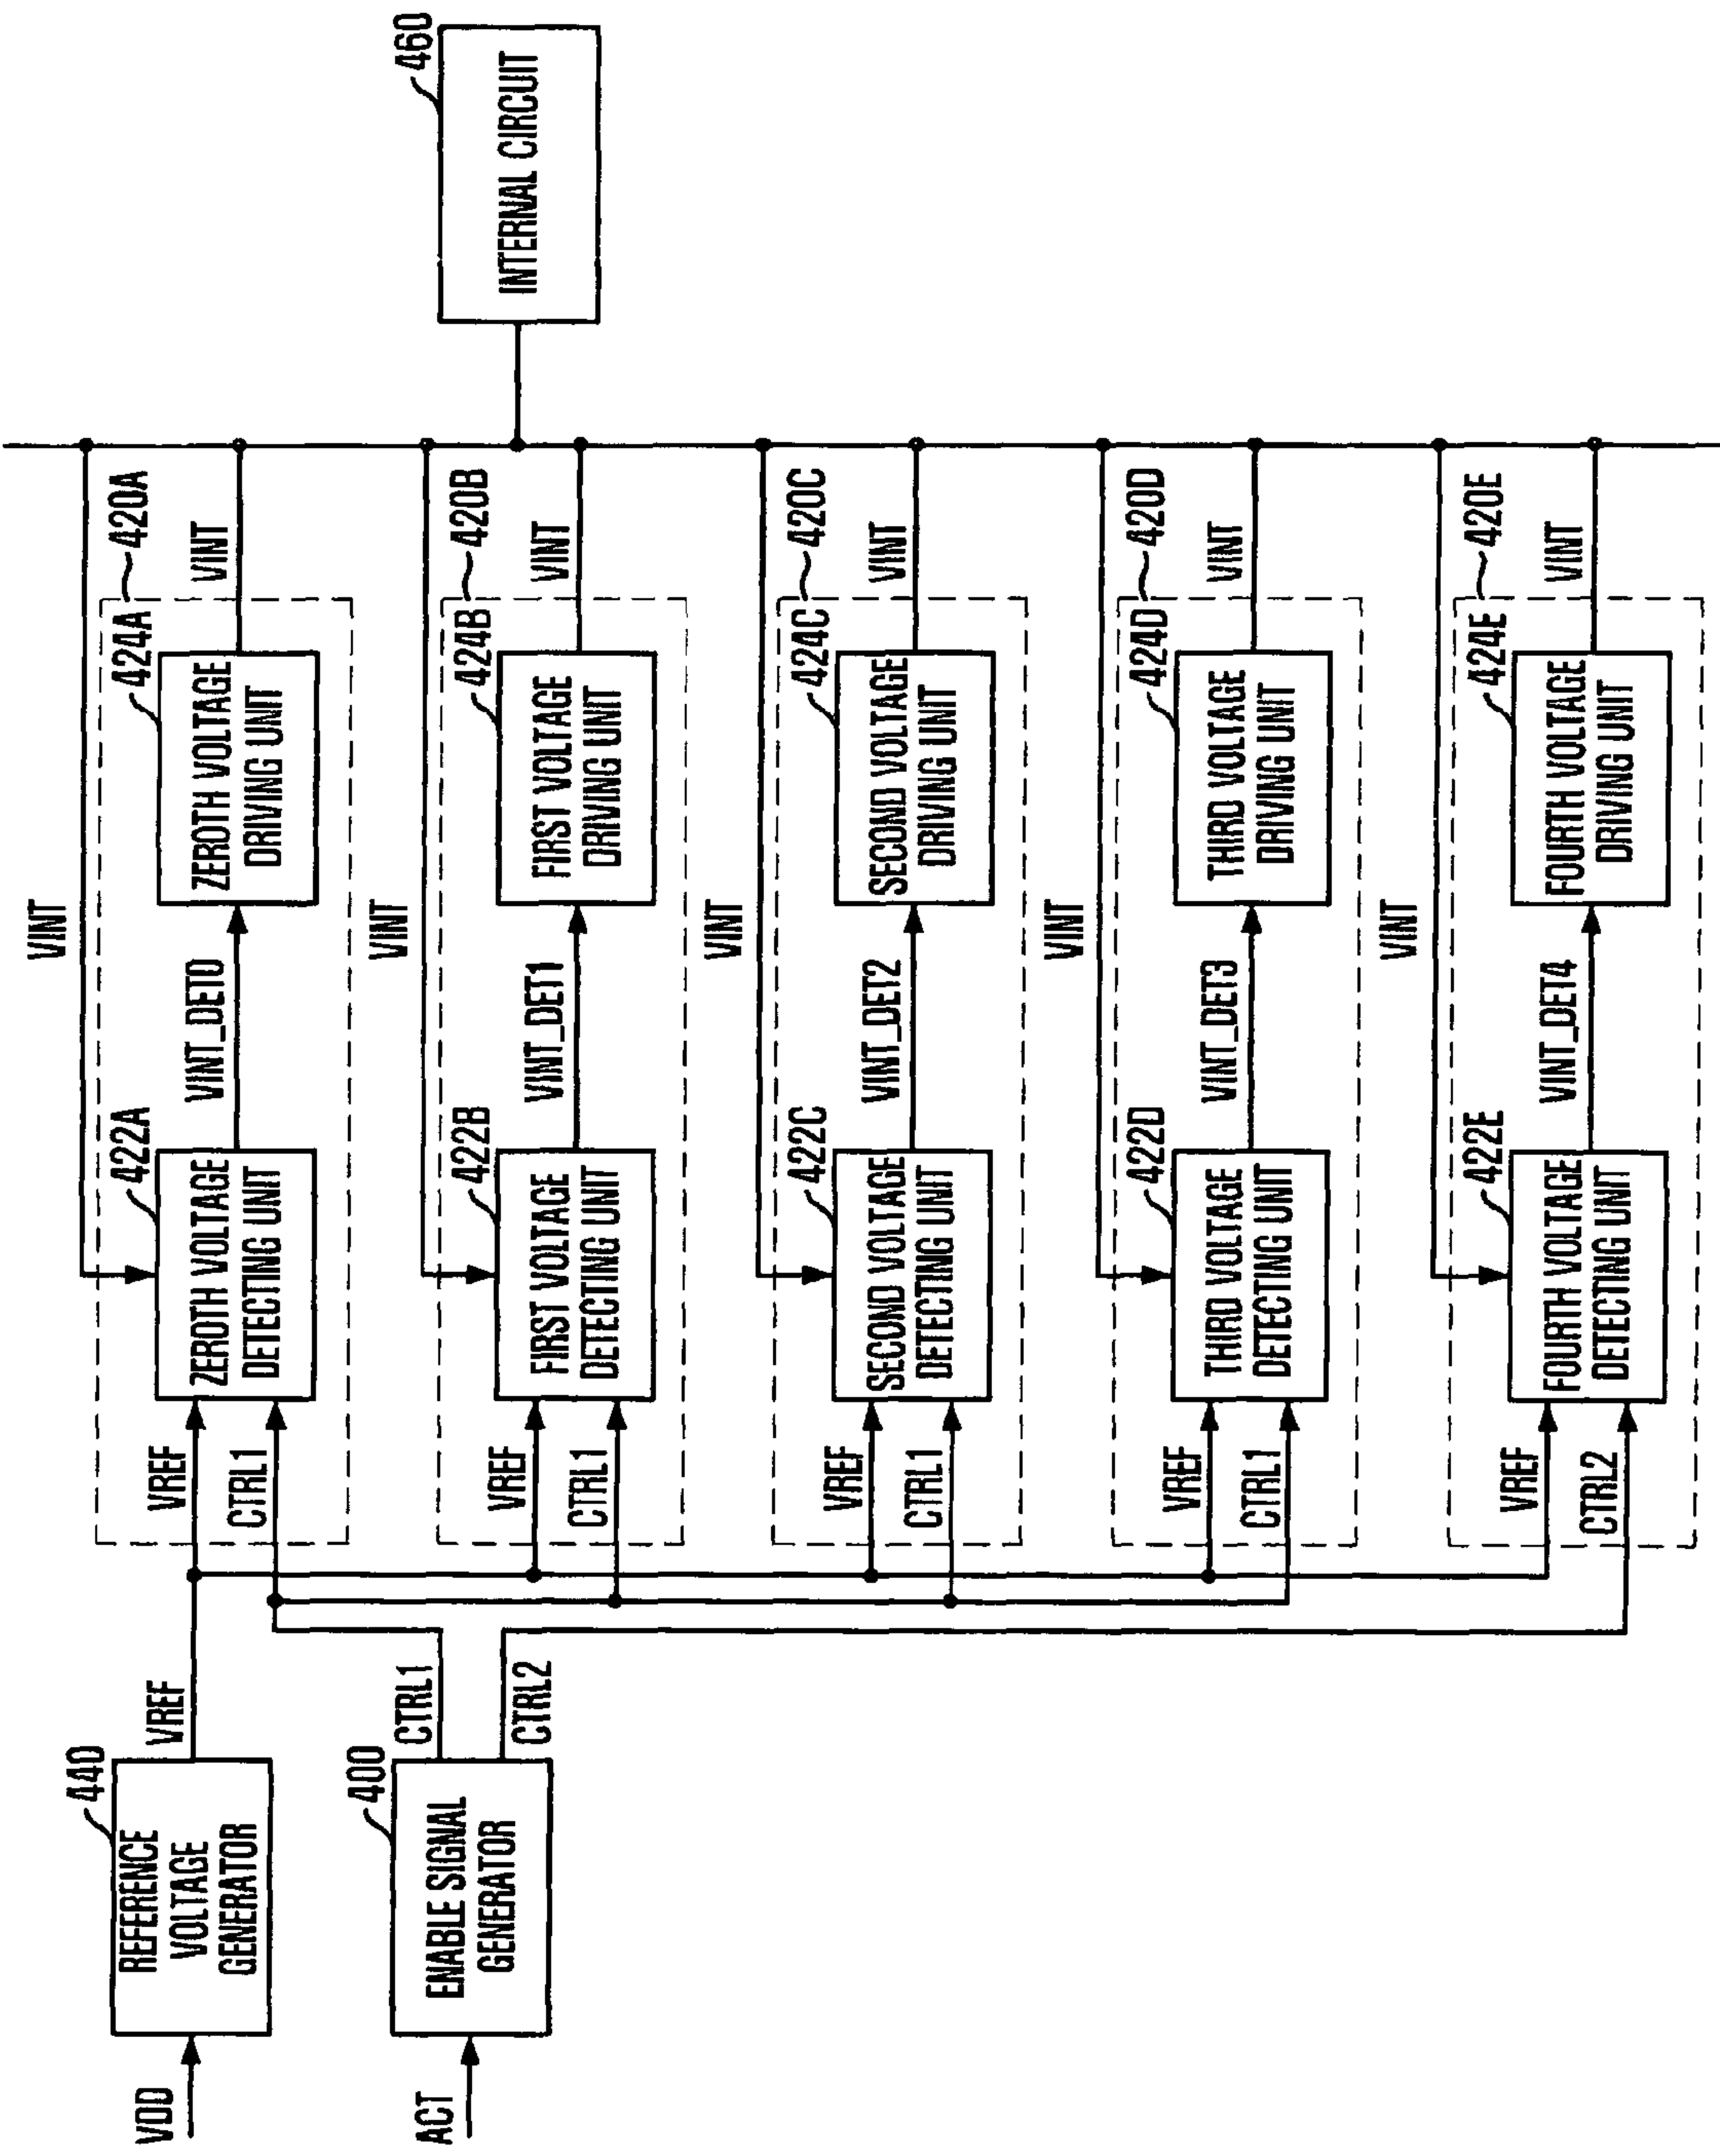 VDD
REFERENCE
VOLTAGE
GENERATOR
440
VREF
ACT
ENABLE SIGNAL
GENERATOR
400
CTRL1
CTRL2
VINT
420A
VREF
CTRL1
ZEROTH VOLTAGE
DETECTING UNIT
422A
VINT_DET0
ZEROTH VOLTAGE
DRIVING UNIT
424A
VINT
VINT
420B
VREF
CTRL1
FIRST VOLTAGE
DETECTING UNIT
422B
VINT_DET1
FIRST VOLTAGE
DRIVING UNIT
424B
VINT
VINT
420C
VREF
CTRL1
SECOND VOLTAGE
DETECTING UNIT
422C
VINT_DET2
SECOND VOLTAGE
DRIVING UNIT
424C
VINT
VINT
420D
VREF
CTRL1
THIRD VOLTAGE
DETECTING UNIT
422D
VINT_DET3
THIRD VOLTAGE
DRIVING UNIT
424D
VINT
VINT
420E
VREF
CTRL2
FOURTH VOLTAGE
DETECTING UNIT
422E
VINT_DET4
FOURTH VOLTAGE
DRIVING UNIT
424E
VINT
INTERNAL CIRCUIT
460